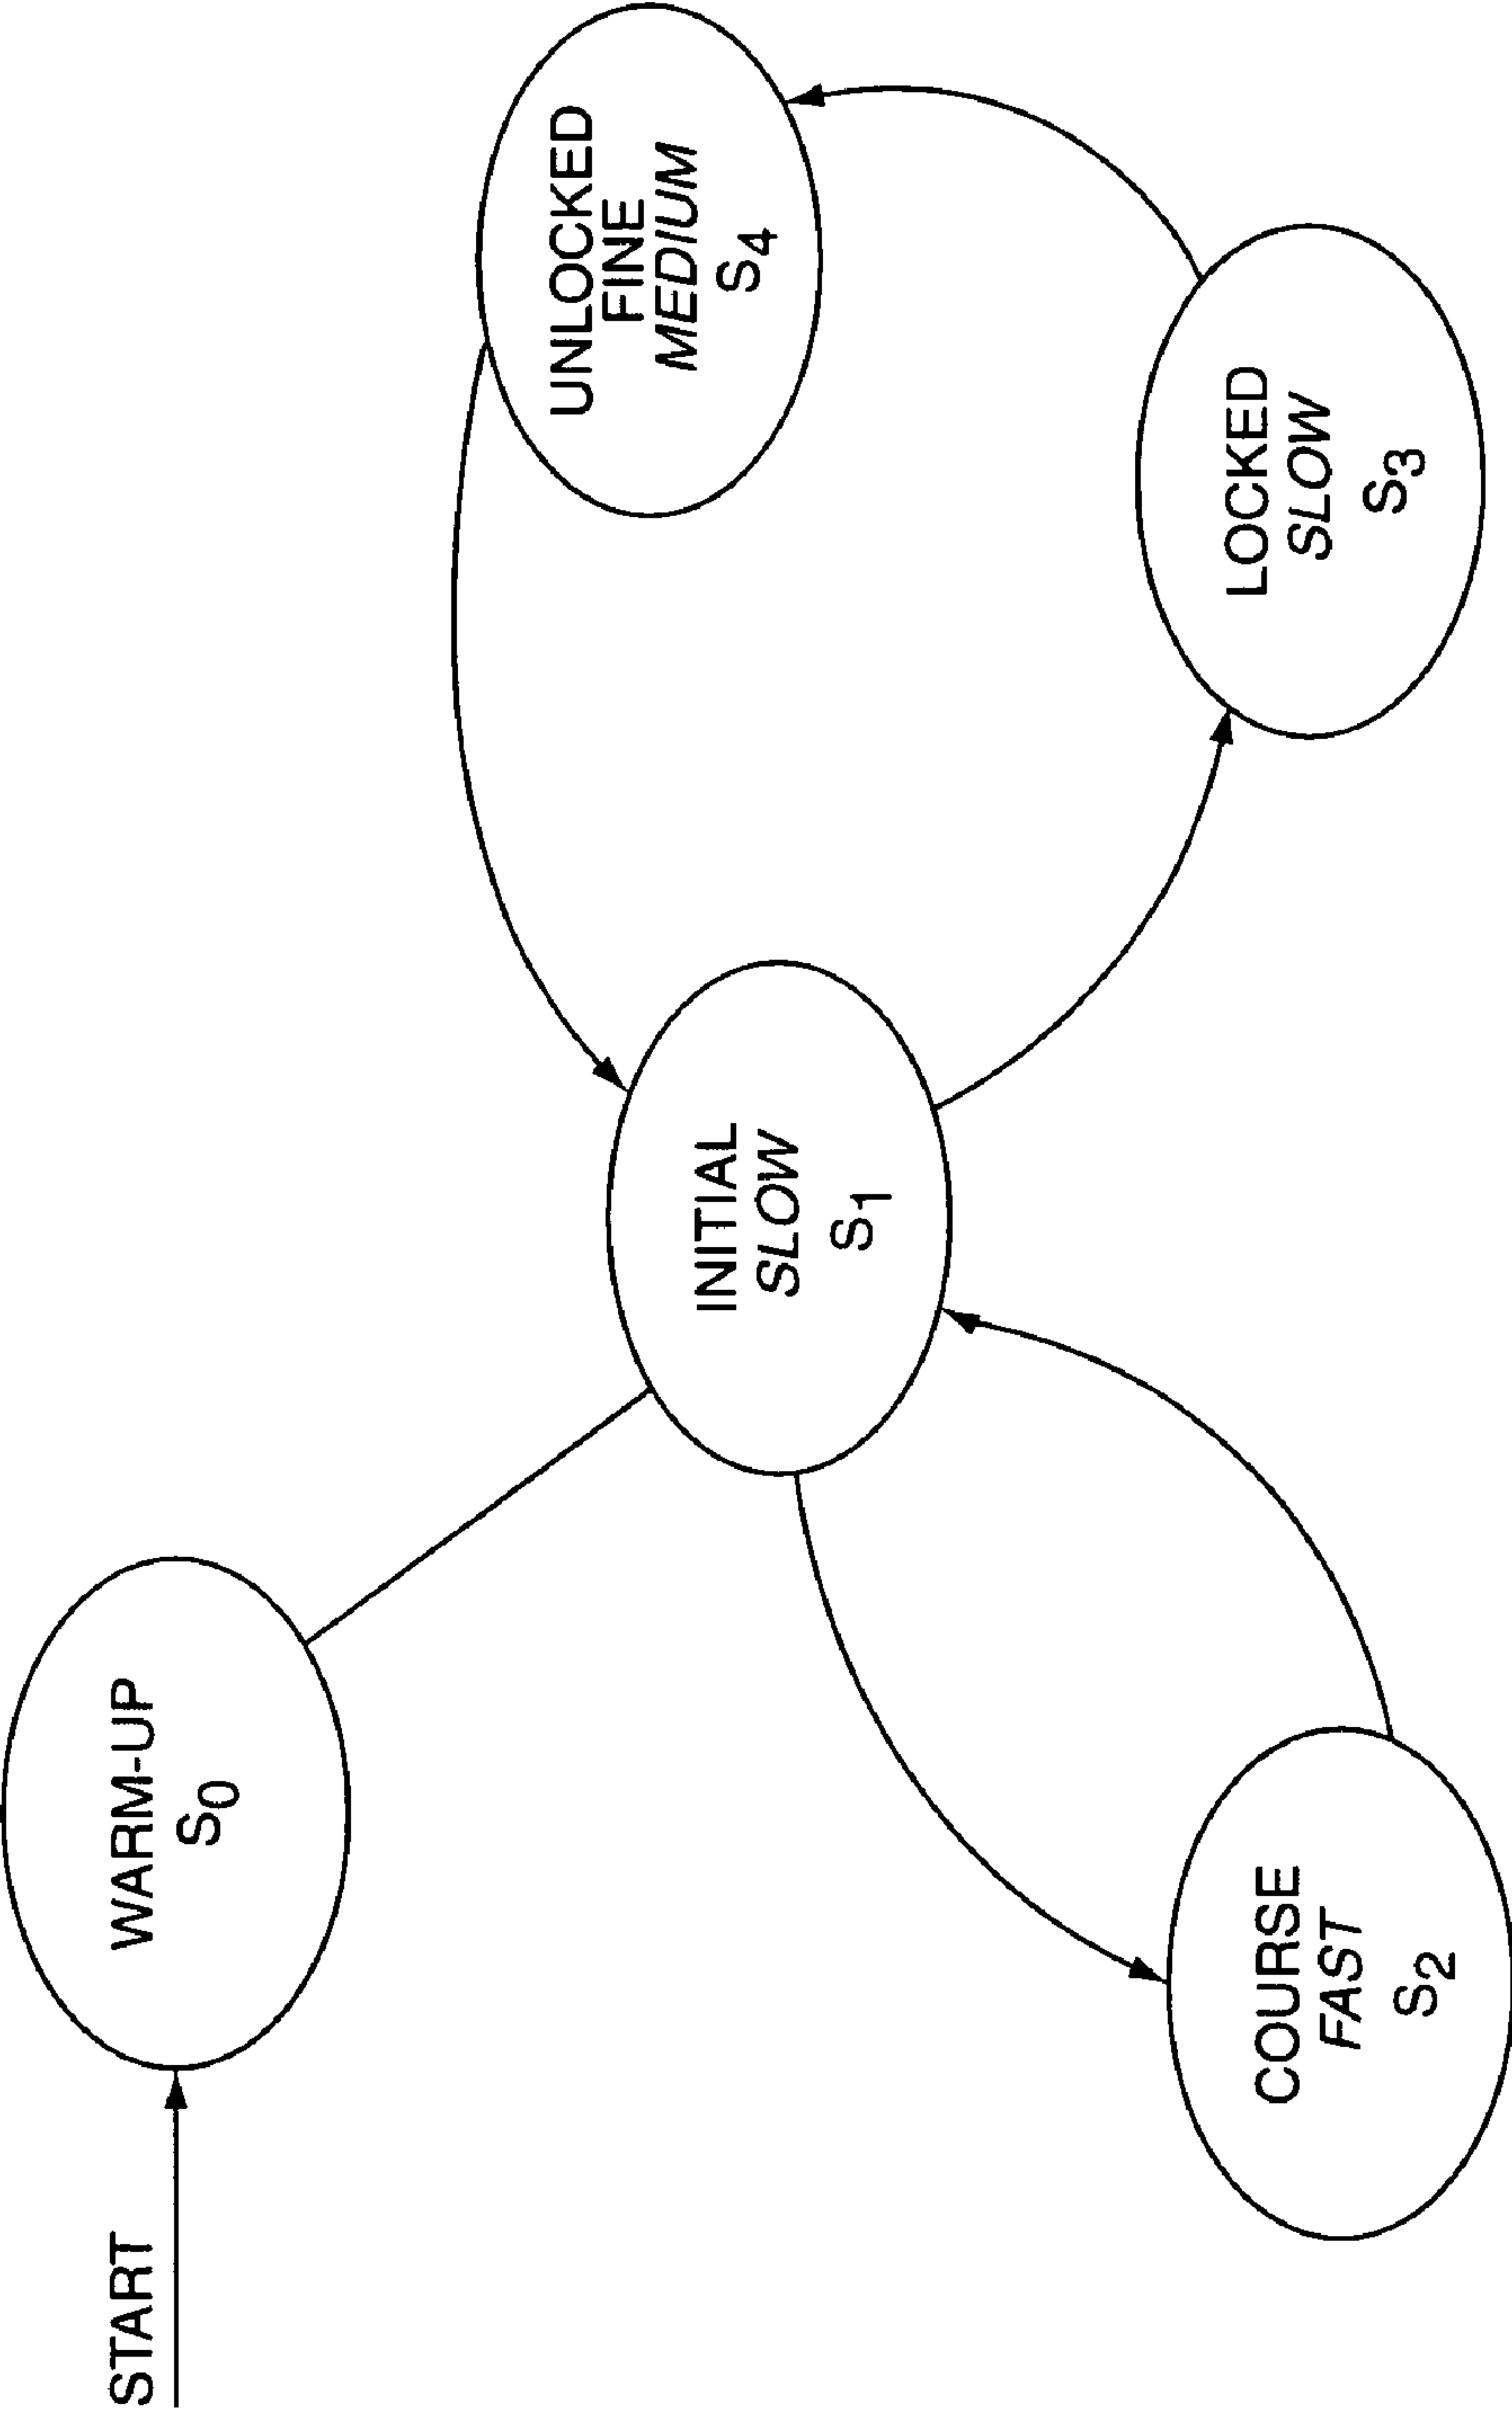 START
WARM-UP
S0
INITIAL
SLOW
S1
COURSE
FAST
S2
UNLOCKED
FINE
MEDIUM
S4
LOCKED
SLOW
S3